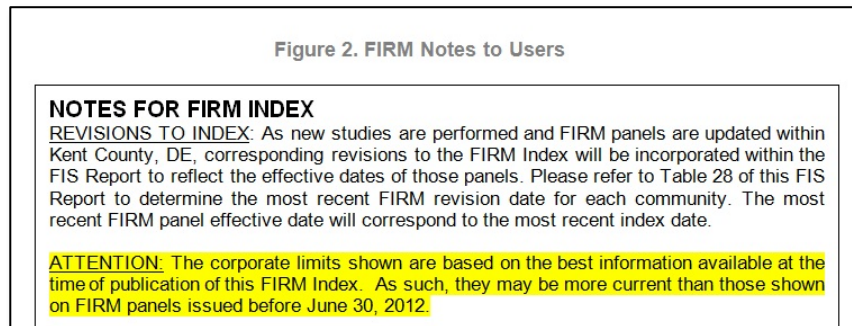 Figure 2. FIRM Notes to Users
NOTES FOR FIRM INDEX
REVISIONS TO INDEX: As new studies are performed and FIRM panels are updated within
Kent County, DE, corresponding revisions to the FIRM Index will be incorporated within the
FIS Report to reflect the effective dates of those panels. Please refer to Table 28 of this FIS
Report to determine the most recent FIRM revision date for each community. The most
recent FIRM panel effective date will correspond to the most recent index date.
ATTENTION: The corporate limits shown are based on the best information available at the
time of publication of this FIRM Index. As such, they may be more current than those shown
on FIRM panels issued before June 30, 2012.